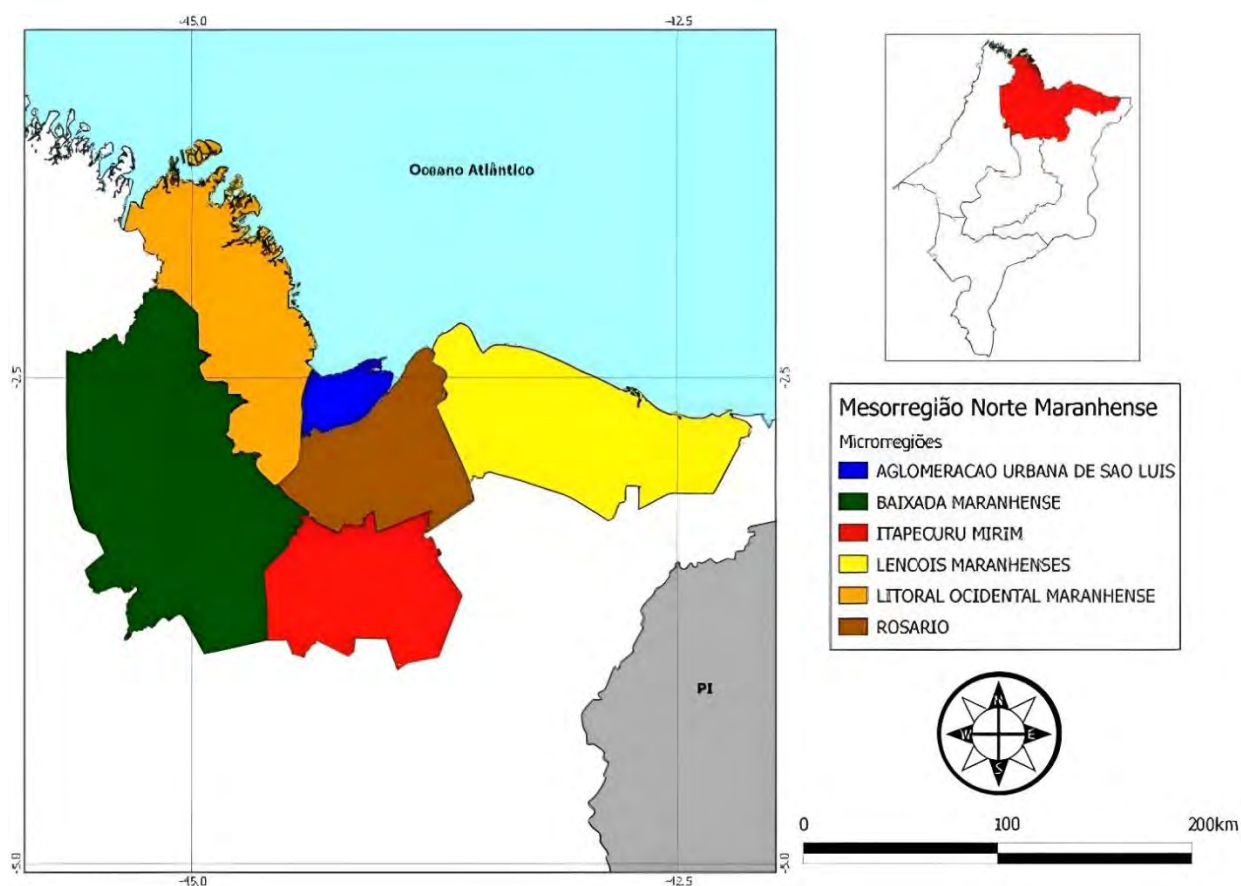 -45.0
-42.5
Oceano Atlântico
-2.5
-2.5
PI
-5.0
-5.0
-45.0
-42.5
Mesorregião Norte Maranhense
Microrregiões
AGLOMERACAO URBANA DE SAO LUIS
BAIXADA MARANHENSE
ITAPECURU MIRIM
LENCOIS MARANHENSES
LITORAL OCIDENTAL MARANHENSE
ROSARIO
N
W E
S
0 100 200km